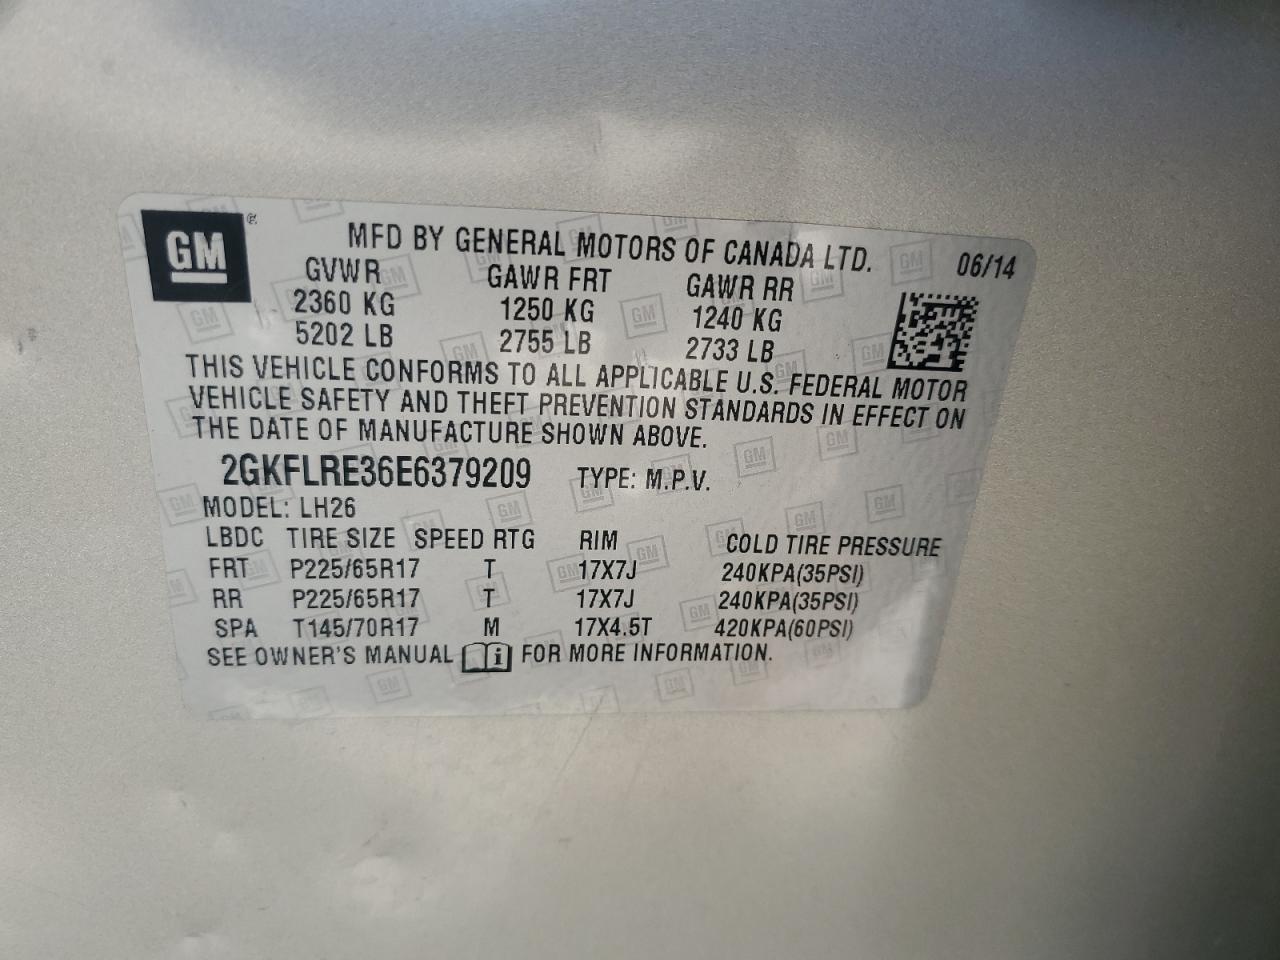 GM
MFD BY GENERAL MOTORS OF CANADA LTD. 06/14
GVWR GAWR FRT GAWR RR
2360 KG 1250 KG 1240 KG
5202 LB 2755 LB 2733 LB
THIS VEHICLE CONFORMS TO ALL APPLICABLE U.S. FEDERAL MOTOR
VEHICLE SAFETY AND THEFT PREVENTION STANDARDS IN EFFECT ON
THE DATE OF MANUFACTURE SHOWN ABOVE.
2GKFLRE36E6379209 TYPE: M.P.V.
MODEL: LH26
LBDC TIRE SIZE SPEED RTG RIM COLD TIRE PRESSURE
FRT P225/65R17 T 17X7J 240KPA(35PSI)
RR P225/65R17 T 17X7J 240KPA(35PSI)
SPA T145/70R17 M 17X4.5T 420KPA(60PSI)
SEE OWNER'S MANUAL i FOR MORE INFORMATION.